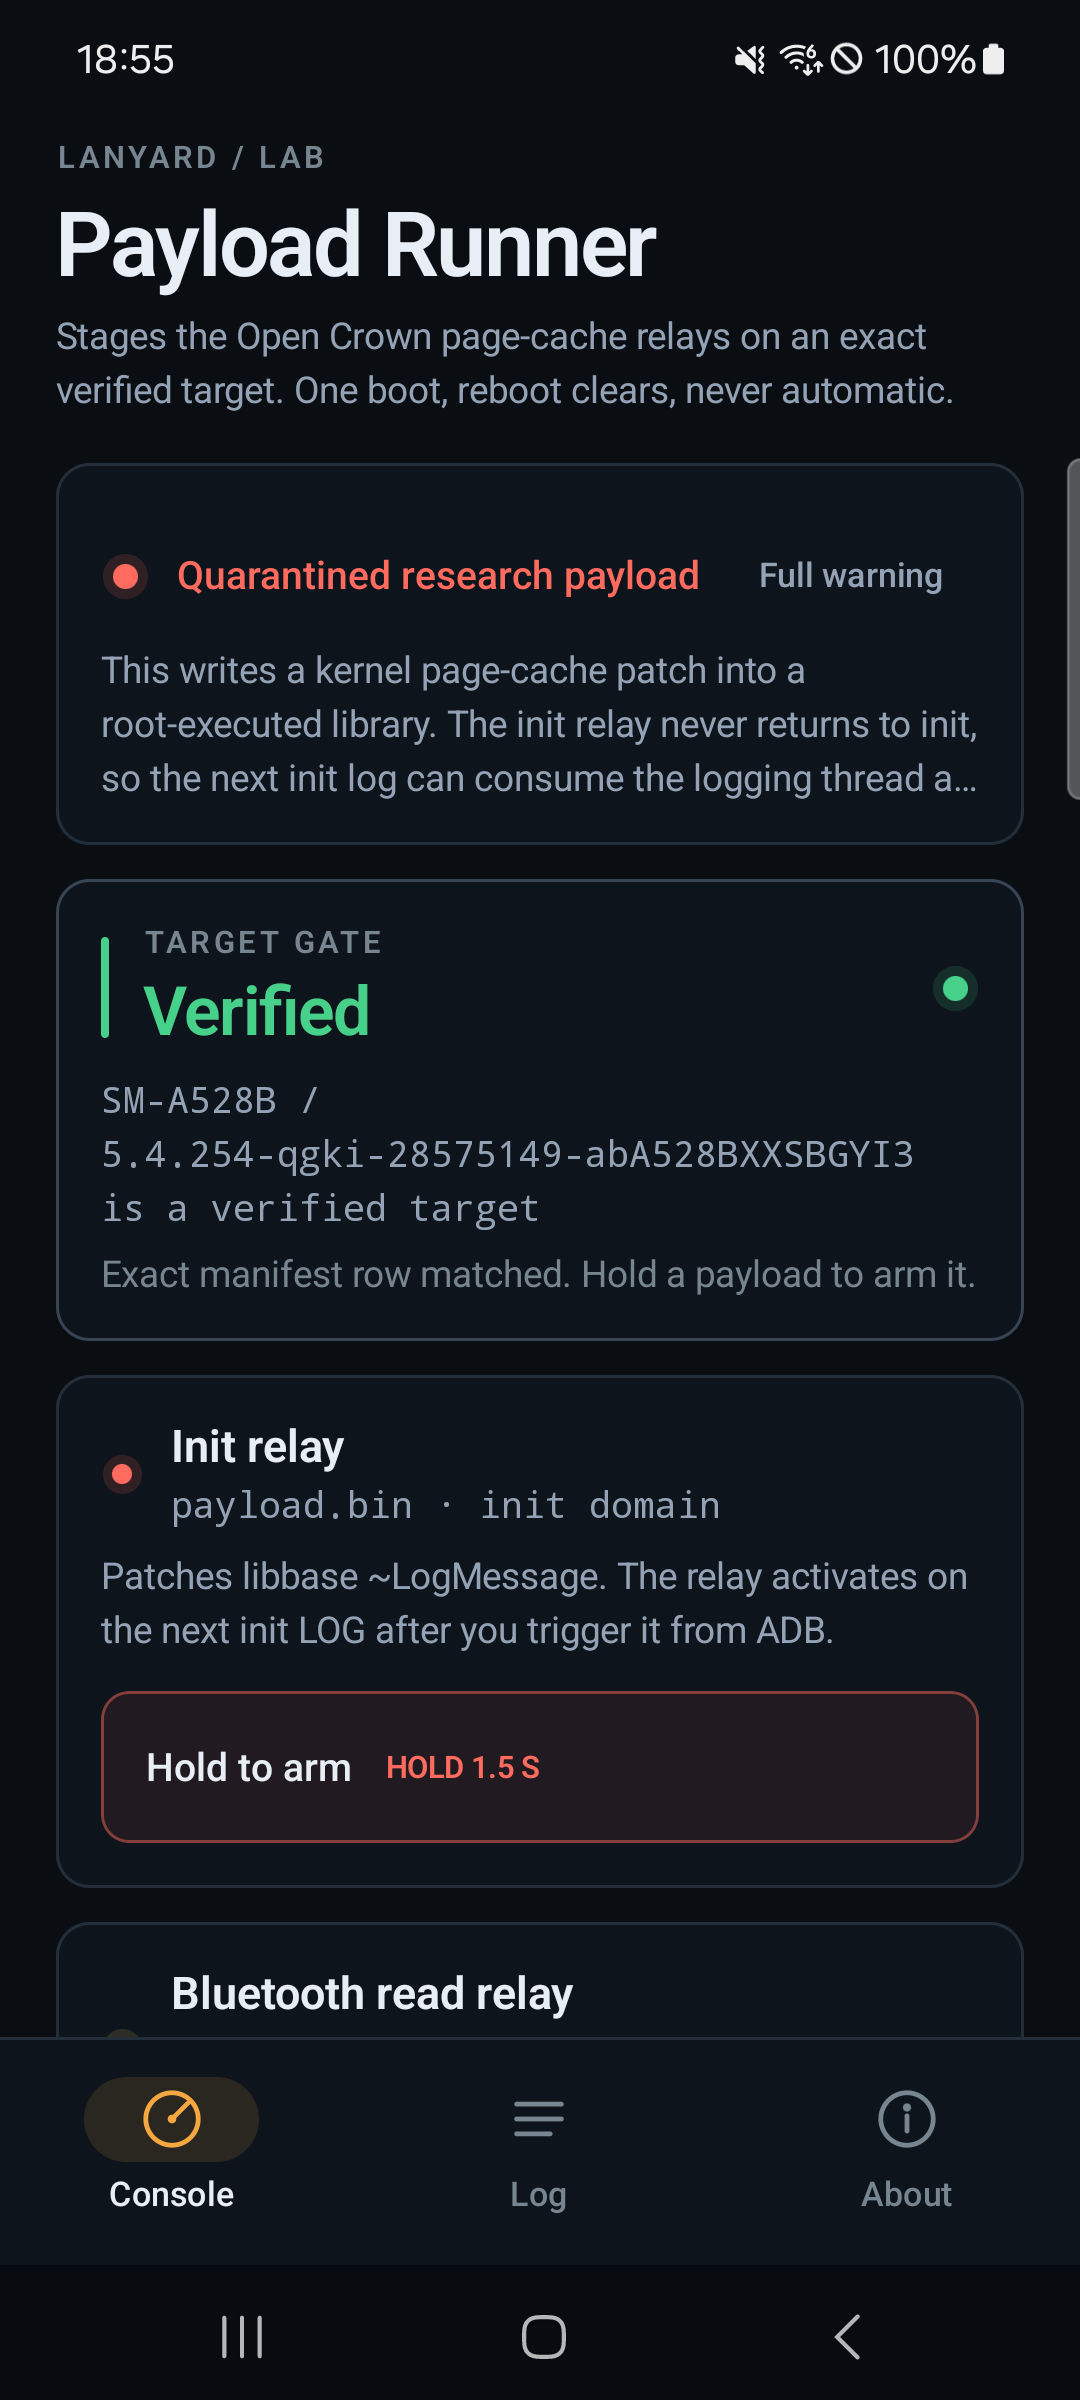 18:55
100%
LANYARD / LAB
Payload Runner
Stages the Open Crown page-cache relays on an exact
verified target. One boot, reboot clears, never automatic.
Quarantined research payload
Full warning
This writes a kernel page-cache patch into a
root-executed library. The init relay never returns to init,
so the next init log can consume the logging thread a…
TARGET GATE
Verified
SM-A528B /
5.4.254-qgki-28575149-abA528BXXSBGYI3
is a verified target
Exact manifest row matched. Hold a payload to arm it.
Init relay
payload.bin · init domain
Patches libbase ~LogMessage. The relay activates on
the next init LOG after you trigger it from ADB.
Hold to arm HOLD 1.5 S
Bluetooth read relay
Console
Log
About